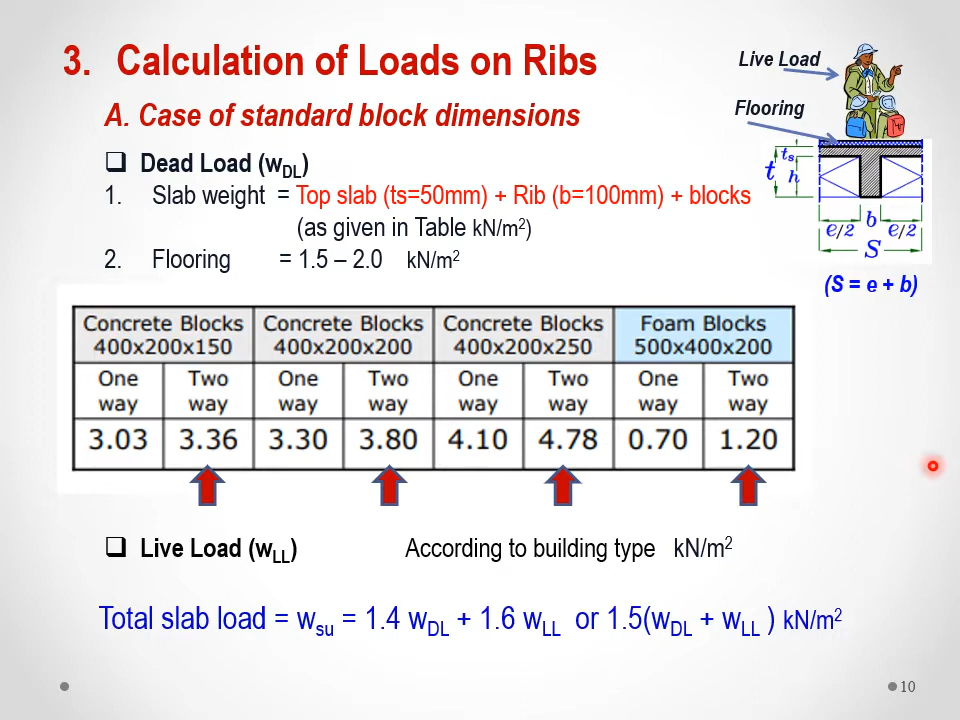 3. Calculation of Loads on Ribs
A. Case of standard block dimensions
Live Load
Flooring
t
ts
h
e/2 b e/2
S
(S = e + b)
❑ Dead Load (wDL)
1. Slab weight = Top slab (ts=50mm) + Rib (b=100mm) + blocks
(as given in Table kN/m²)
2. Flooring = 1.5 – 2.0 kN/m²
Concrete Blocks Concrete Blocks Concrete Blocks Foam Blocks
400x200x150 400x200x200 400x200x250 500x400x200
One Two One Two One Two One Two
way way way way way way way way
3.03 3.36 3.30 3.80 4.10 4.78 0.70 1.20
❑ Live Load (wLL) According to building type kN/m²
Total slab load = wsu = 1.4 wDL + 1.6 wLL or 1.5(wDL + wLL ) kN/m²
10